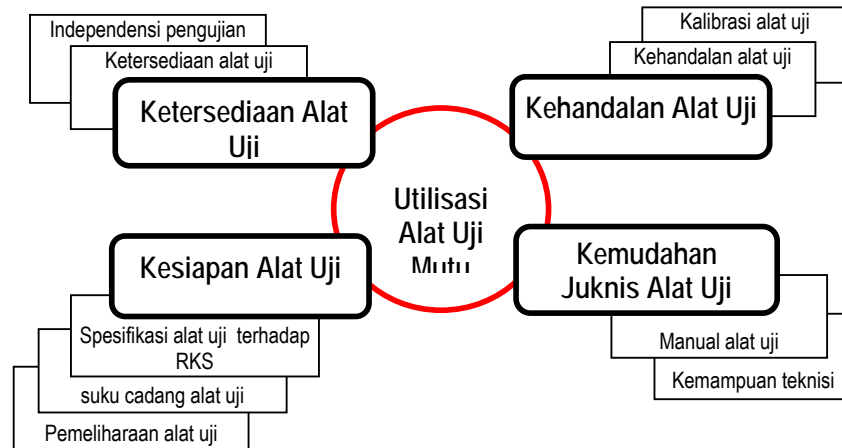 Independensi pengujian
Ketersediaan alat uji
Ketersediaan Alat
Uji
Kalibrasi alat uji
Kehandalan alat uji
Kehandalan Alat Uji
Utilisasi
Alat Uji
Mutu
Kesiapan Alat Uji
Spesifikasi alat uji terhadap
RKS
suku cadang alat uji
Pemeliharaan alat uji
Kemudahan
Juknis Alat Uji
Manual alat uji
Kemampuan teknisi